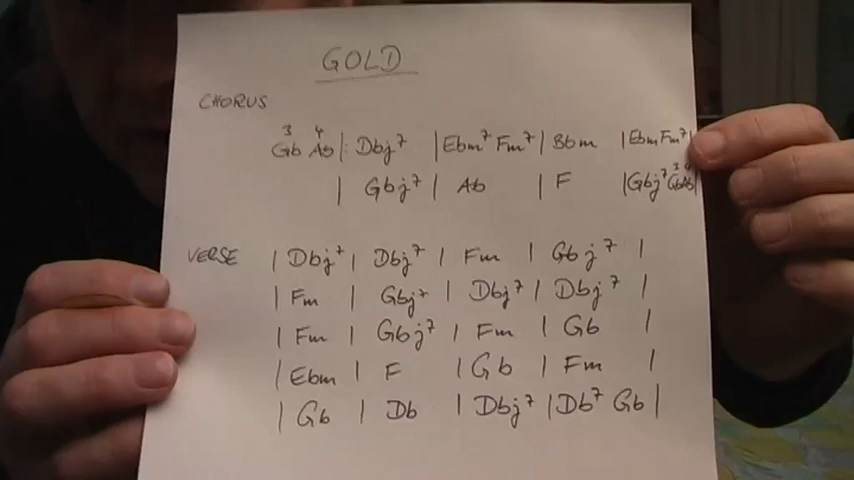 GOLD
CHORUS
3 4
Gb Ab |: Dbj7 | Ebm7 Fm7 | Bbm | Ebm Fm7 |
3 4
| Gbj7 | Ab | F | Gbj7 Gb Ab |
VERSE | Dbj7 | Dbj7 | Fm | Gbj7 |
| Fm | Gbj7 | Dbj7 | Dbj7 |
| Fm | Gbj7 | Fm | Gb |
| Ebm | F | Gb | Fm |
| Gb | Db | Dbj7 | Db7 Gb |